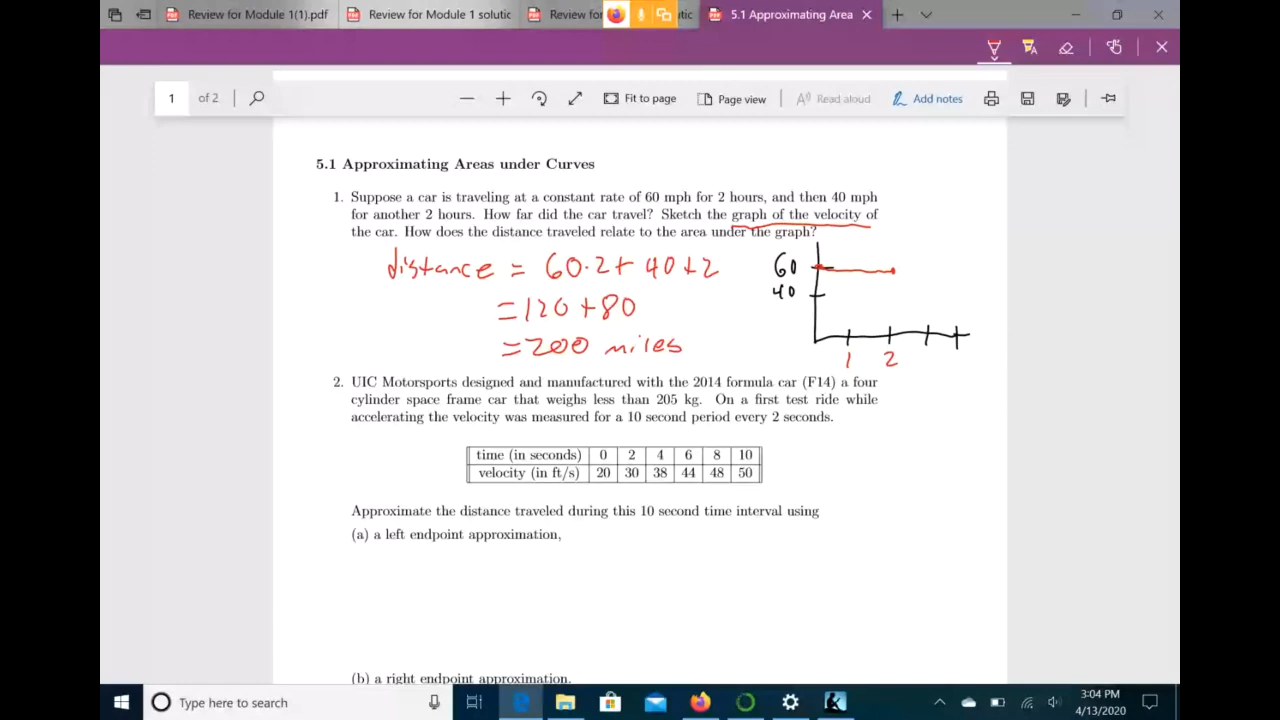 Review for Module 1(1).pdf
Review for Module 1 solutic
Review for
tic
5.1 Approximating Area
1 of 2
Fit to page
Page view
Read aloud
Add notes
5.1 Approximating Areas under Curves
1. Suppose a car is traveling at a constant rate of 60 mph for 2 hours, and then 40 mph
for another 2 hours. How far did the car travel? Sketch the graph of the velocity of
the car. How does the distance traveled relate to the area under the graph?
distance = 60·2+ 40+2
=120+80
=200 miles
60
40
1 2
2. UIC Motorsports designed and manufactured with the 2014 formula car (F14) a four
cylinder space frame car that weighs less than 205 kg. On a first test ride while
accelerating the velocity was measured for a 10 second period every 2 seconds.
time (in seconds) 0 2 4 6 8 10
velocity (in ft/s) 20 30 38 44 48 50
Approximate the distance traveled during this 10 second time interval using
(a) a left endpoint approximation,
(b) a right endpoint approximation.
Type here to search
3:04 PM
4/13/2020